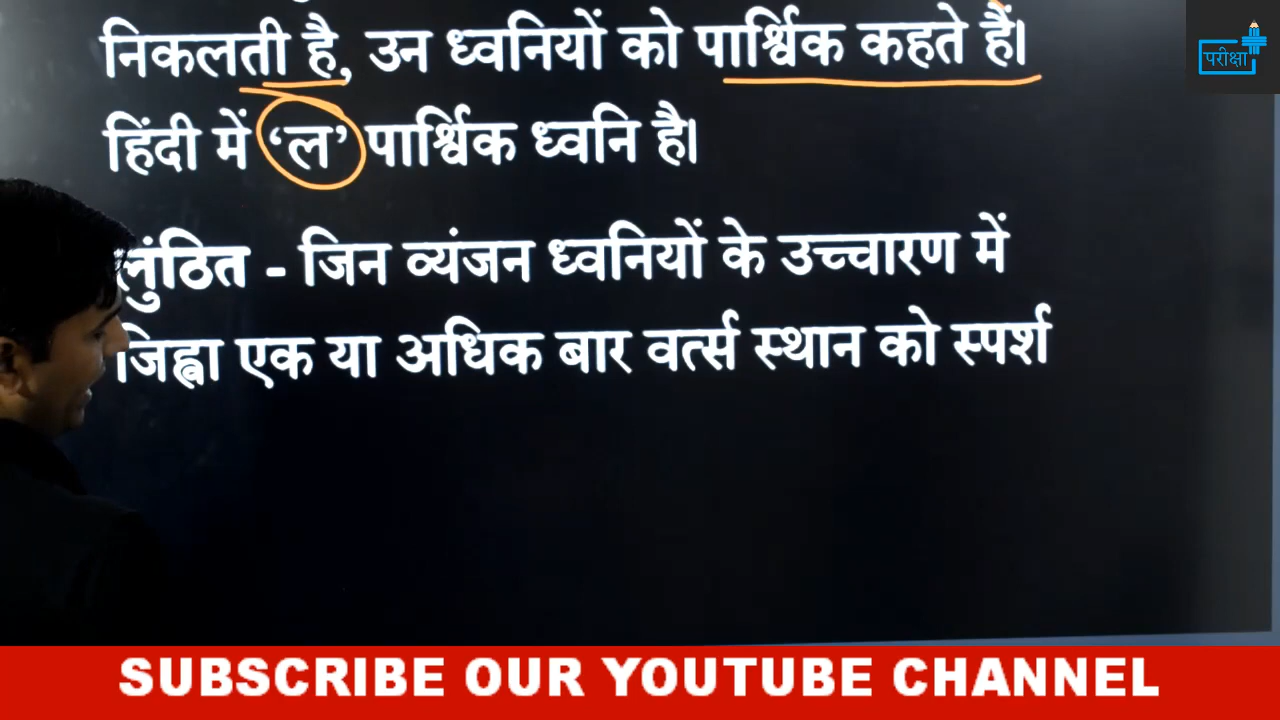 निकलती है, उन ध्वनियों को पार्श्विक कहते हैं।
परीक्षा
हिंदी में ‘ल’ पार्श्विक ध्वनि है।
लुंठित - जिन व्यंजन ध्वनियों के उच्चारण में
जिह्वा एक या अधिक बार वर्त्स स्थान को स्पर्श
SUBSCRIBE OUR YOUTUBE CHANNEL